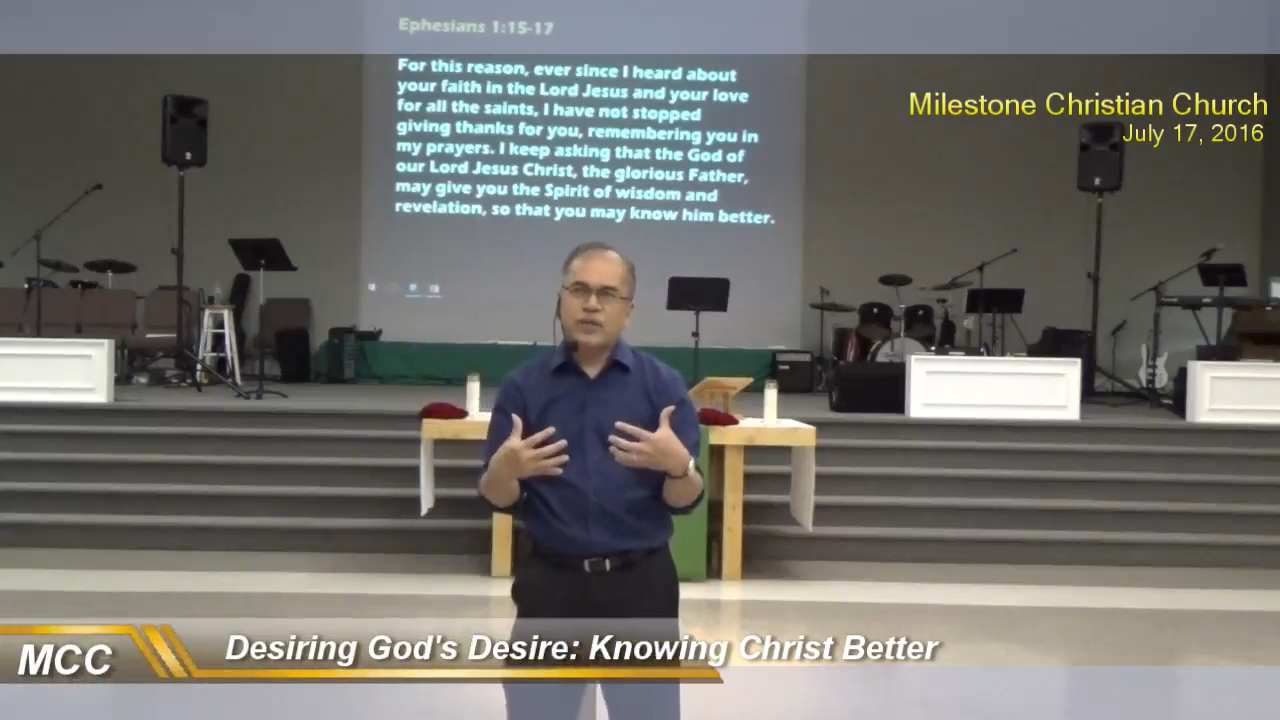 Ephesians 1:15-17
For this reason, ever since I heard about
your faith in the Lord Jesus and your love
for all the saints, I have not stopped
giving thanks for you, remembering you in
my prayers. I keep asking that the God of
our Lord Jesus Christ, the glorious Father,
may give you the Spirit of wisdom and
revelation, so that you may know him better.
Milestone Christian Church
July 17, 2016
MCC
Desiring God's Desire: Knowing Christ Better